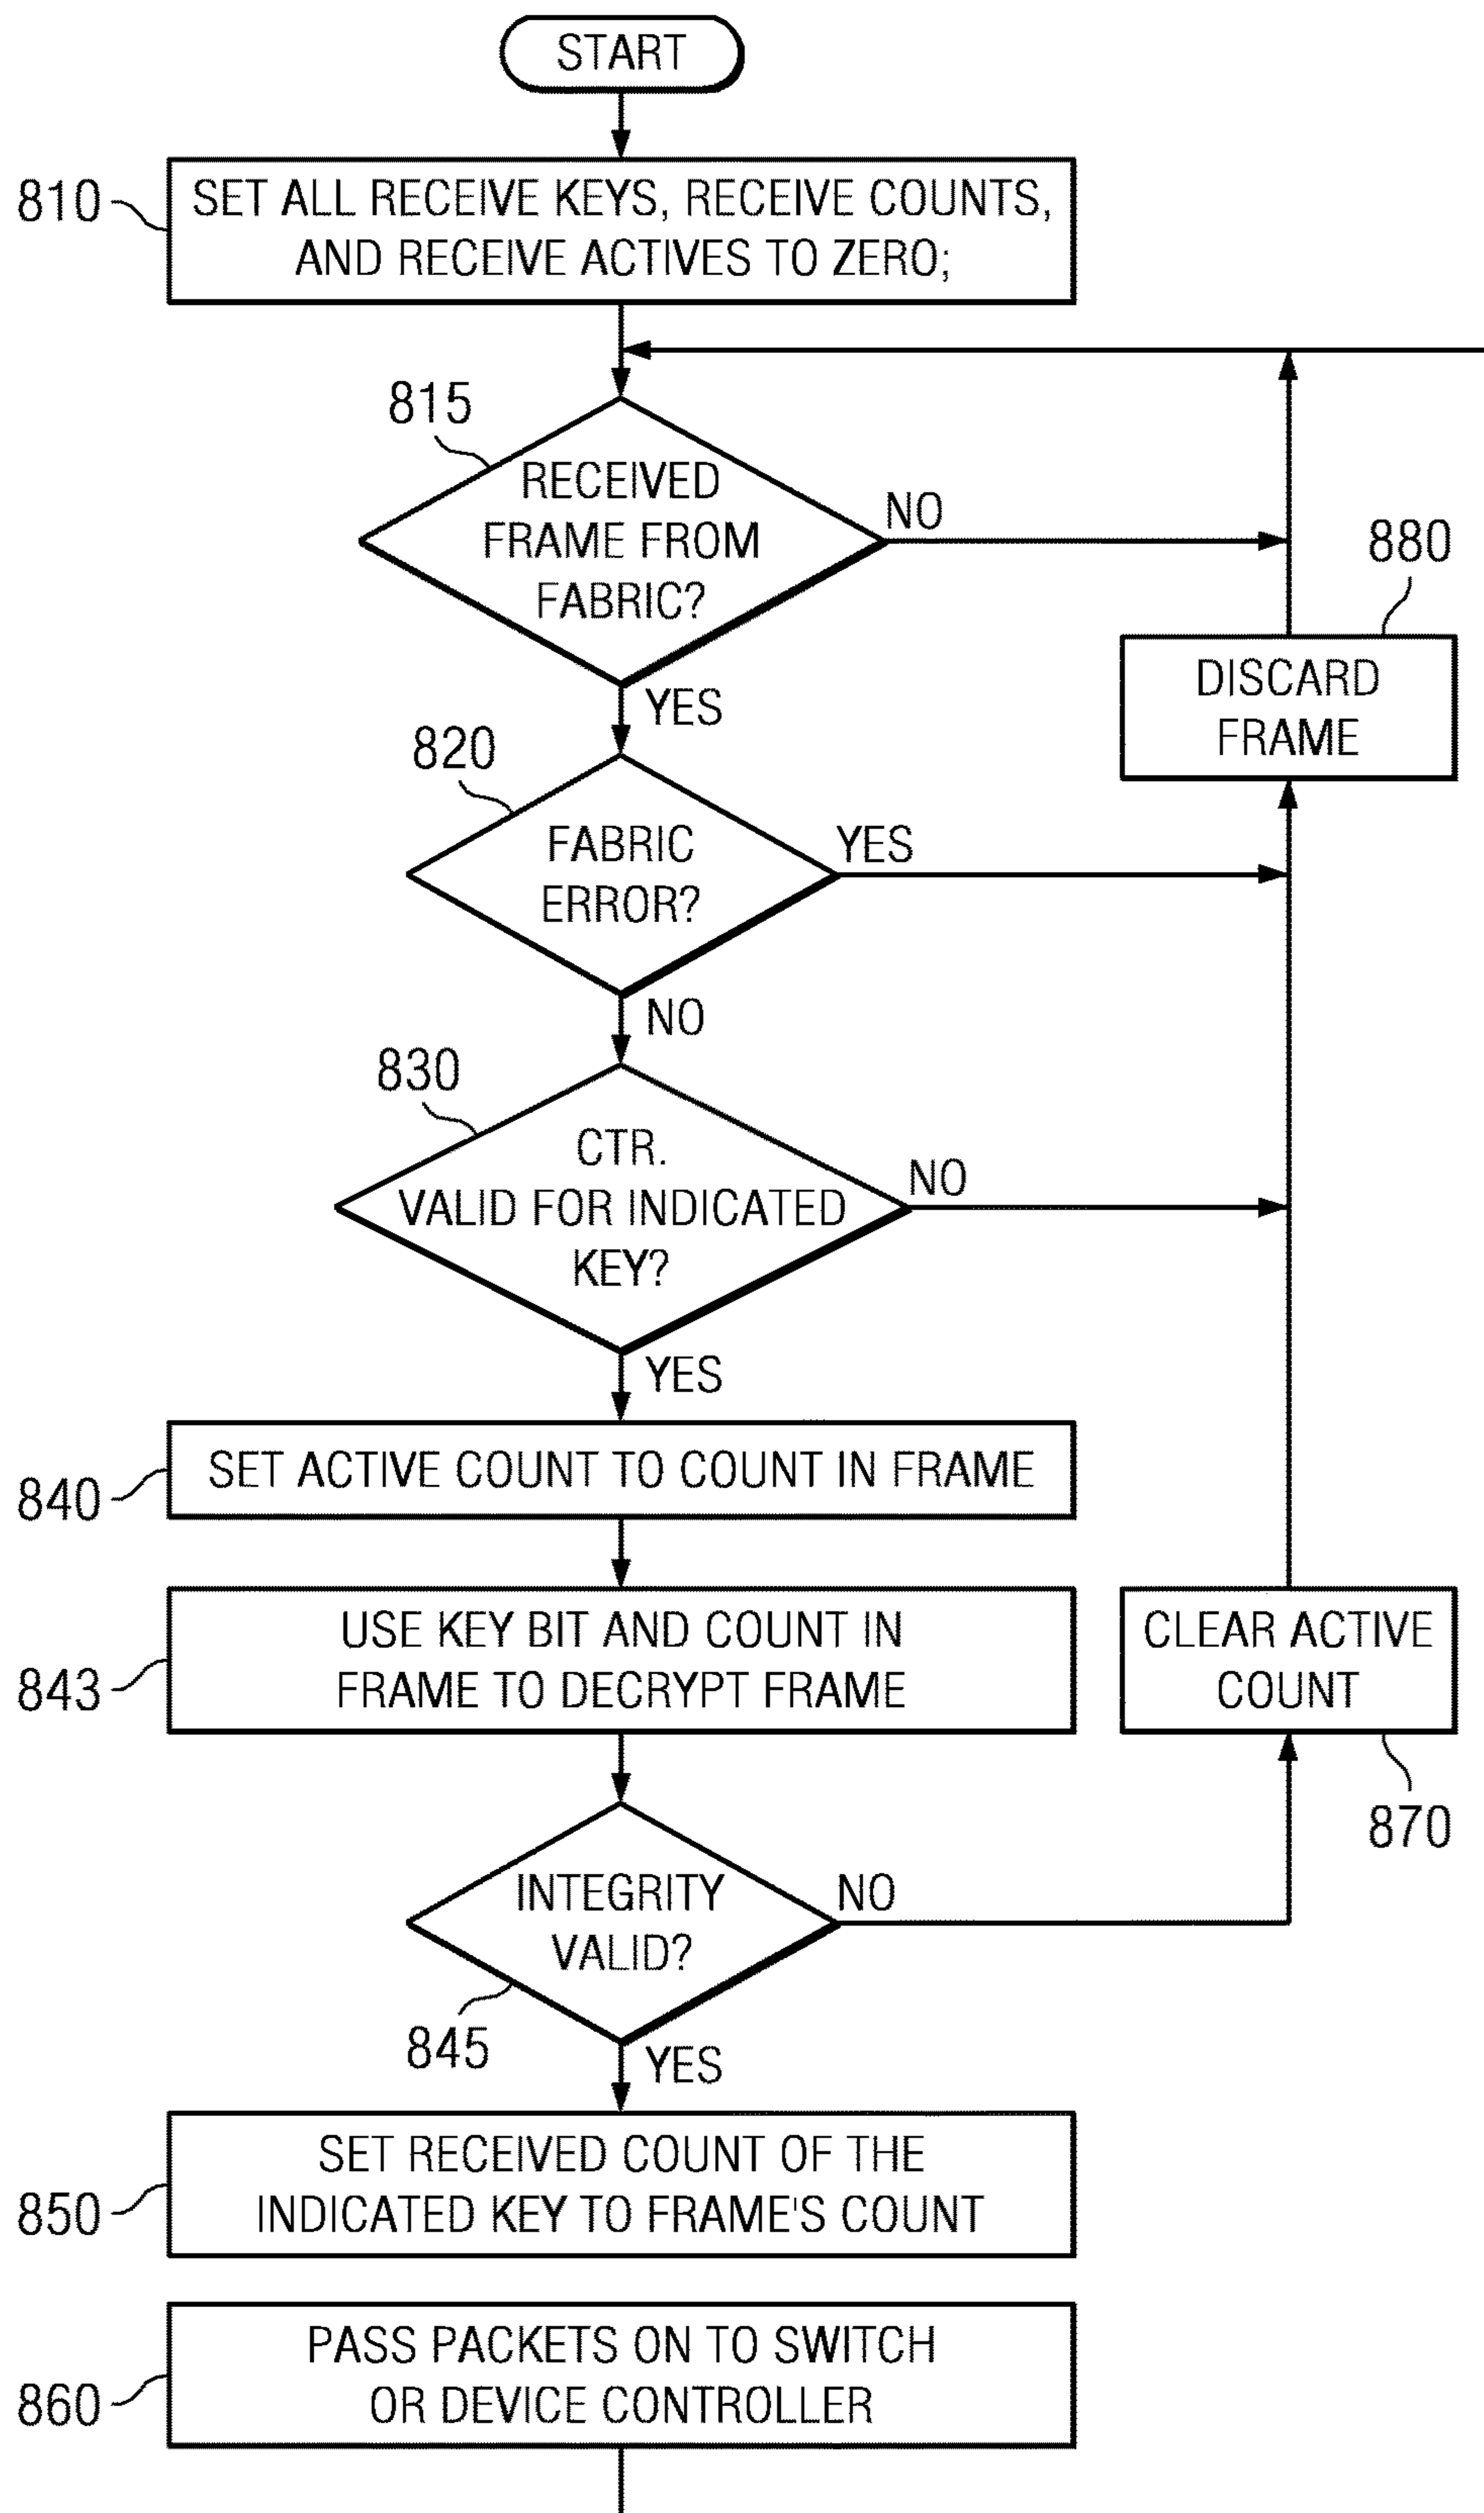 START
810
SET ALL RECEIVE KEYS, RECEIVE COUNTS,
AND RECEIVE ACTIVES TO ZERO;
815
RECEIVED
FRAME FROM
FABRIC?
NO
YES
880
DISCARD
FRAME
820
FABRIC
ERROR?
YES
NO
830
CTR.
VALID FOR INDICATED
KEY?
NO
YES
840
SET ACTIVE COUNT TO COUNT IN FRAME
843
USE KEY BIT AND COUNT IN
FRAME TO DECRYPT FRAME
CLEAR ACTIVE
COUNT
870
INTEGRITY
VALID?
NO
845
YES
850
SET RECEIVED COUNT OF THE
INDICATED KEY TO FRAME'S COUNT
860
PASS PACKETS ON TO SWITCH
OR DEVICE CONTROLLER